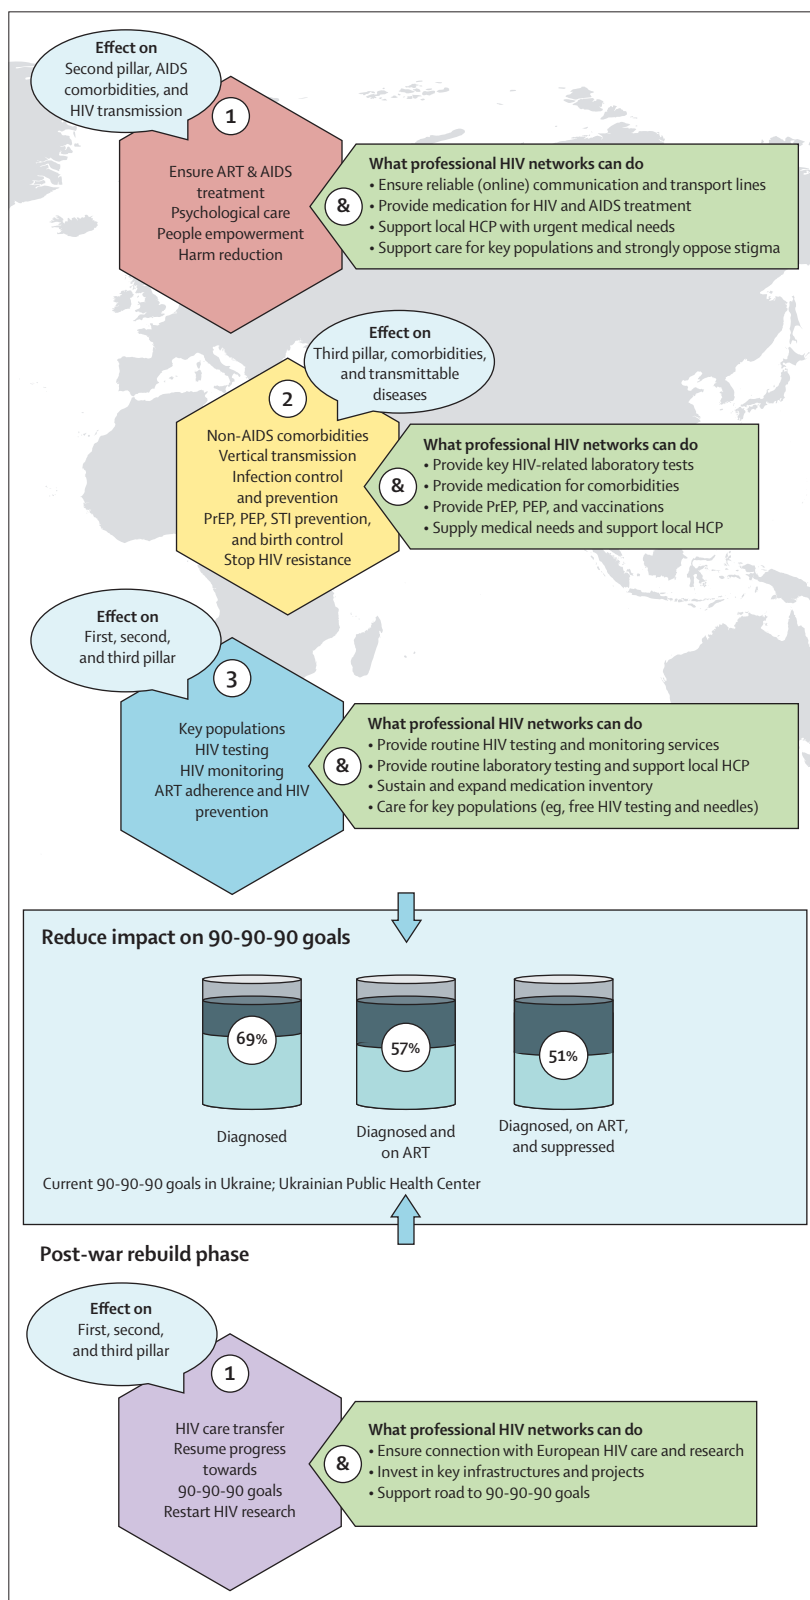 Effect on
Second pillar, AIDS
comorbidities, and
HIV transmission
1
Ensure ART & AIDS
treatment
Psychological care
People empowerment
Harm reduction
&
What professional HIV networks can do
• Ensure reliable (online) communication and transport lines
• Provide medication for HIV and AIDS treatment
• Support local HCP with urgent medical needs
• Support care for key populations and strongly oppose stigma
Effect on
Third pillar, comorbidities,
and transmittable
diseases
2
Non-AIDS comorbidities
Vertical transmission
Infection control
and prevention
PrEP, PEP, STI prevention,
and birth control
Stop HIV resistance
&
What professional HIV networks can do
• Provide key HIV-related laboratory tests
• Provide medication for comorbidities
• Provide PrEP, PEP, and vaccinations
• Supply medical needs and support local HCP
Effect on
First, second,
and third pillar
3
Key populations
HIV testing
HIV monitoring
ART adherence and HIV
prevention
&
What professional HIV networks can do
• Provide routine HIV testing and monitoring services
• Provide routine laboratory testing and support local HCP
• Sustain and expand medication inventory
• Care for key populations (eg, free HIV testing and needles)
Reduce impact on 90-90-90 goals
69%
57%
51%
Diagnosed
Diagnosed and
on ART
Diagnosed, on ART,
and suppressed
Current 90-90-90 goals in Ukraine; Ukrainian Public Health Center
Post-war rebuild phase
Effect on
First, second,
and third pillar
1
HIV care transfer
Resume progress
towards
90-90-90 goals
Restart HIV research
&
What professional HIV networks can do
• Ensure connection with European HIV care and research
• Invest in key infrastructures and projects
• Support road to 90-90-90 goals